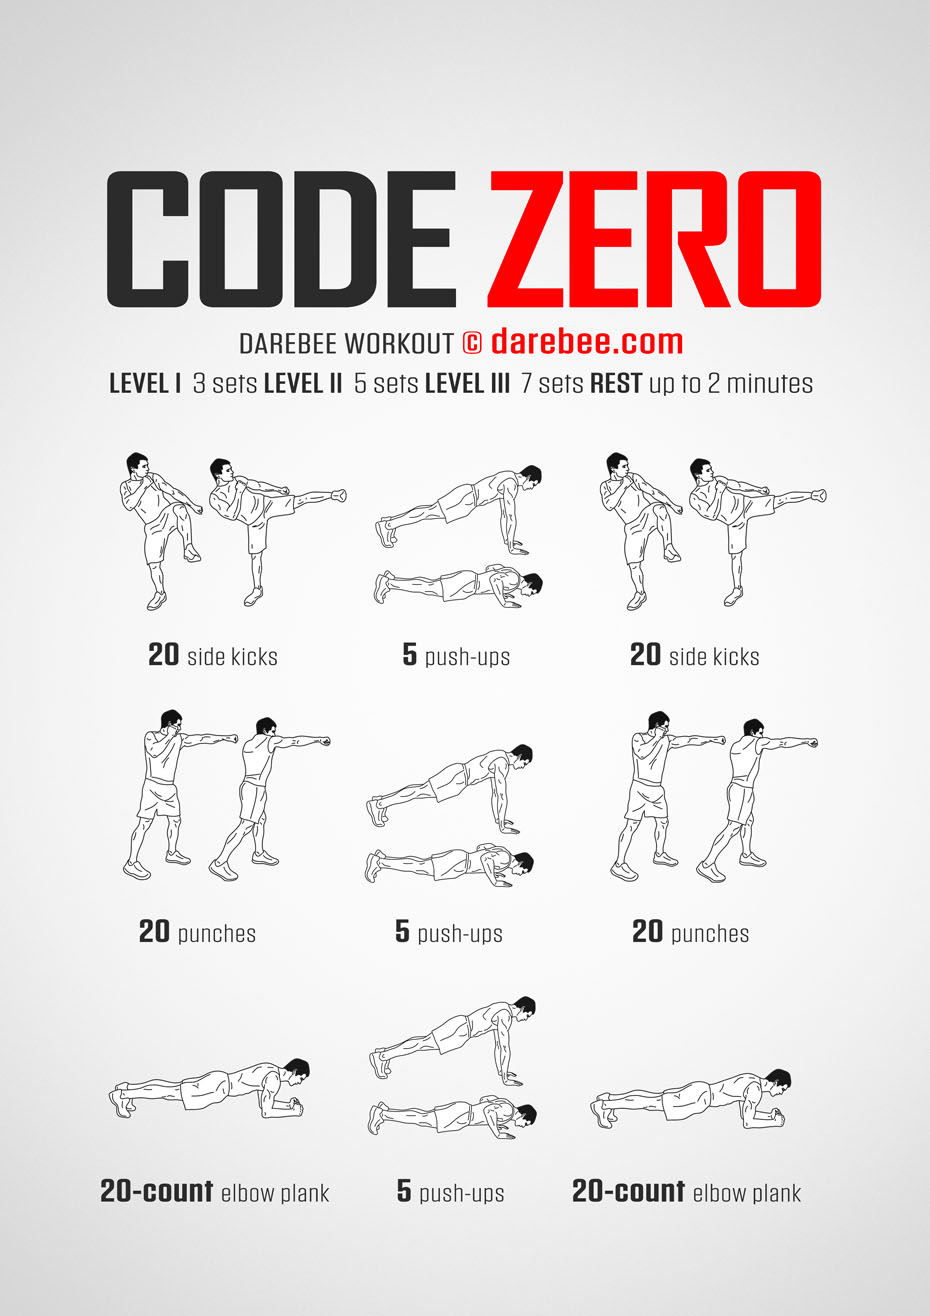 CODE ZERO
DAREBEE WORKOUT © darebee.com
LEVEL I 3 sets LEVEL II 5 sets LEVEL III 7 sets REST up to 2 minutes
20 side kicks
5 push-ups
20 side kicks
20 punches
5 push-ups
20 punches
20-count elbow plank
5 push-ups
20-count elbow plank